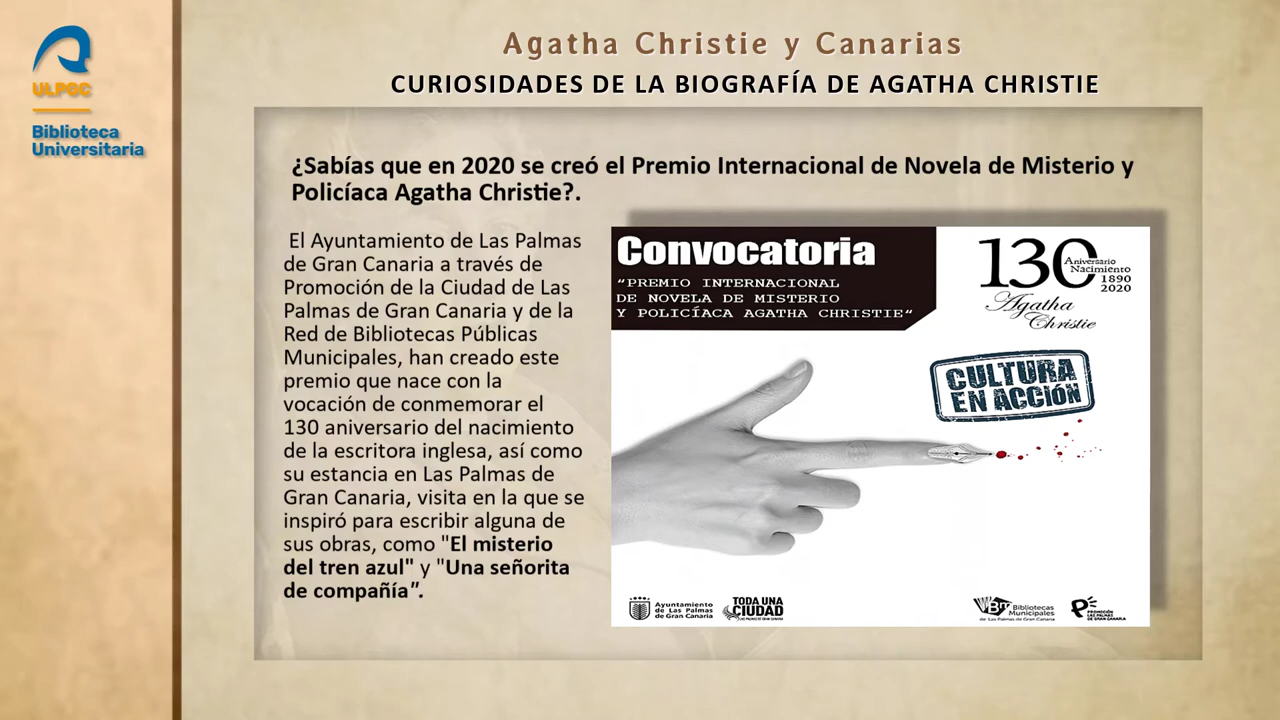 ULPGC
Biblioteca
Universitaria
Agatha Christie y Canarias
CURIOSIDADES DE LA BIOGRAFÍA DE AGATHA CHRISTIE
¿Sabías que en 2020 se creó el Premio Internacional de Novela de Misterio y
Policíaca Agatha Christie?.
El Ayuntamiento de Las Palmas
de Gran Canaria a través de
Promoción de la Ciudad de Las
Palmas de Gran Canaria y de la
Red de Bibliotecas Públicas
Municipales, han creado este
premio que nace con la
vocación de conmemorar el
130 aniversario del nacimiento
de la escritora inglesa, así como
su estancia en Las Palmas de
Gran Canaria, visita en la que se
inspiró para escribir alguna de
sus obras, como "El misterio
del tren azul" y "Una señorita
de compañía".
Convocatoria
"PREMIO INTERNACIONAL
DE NOVELA DE MISTERIO
Y POLICÍACA AGATHA CHRISTIE"
130
Aniversario
Nacimiento
1890
2020
Agatha
Christie
CULTURA
EN ACCIÓN
Ayuntamiento
de Las Palmas
de Gran Canaria
TODA UNA
CIUDAD
LAS PALMAS DE GRAN CANARIA
Bibliotecas
Municipales
de Las Palmas de Gran Canaria
PROMOCIÓN
LAS PALMAS
DE GRAN CANARIA